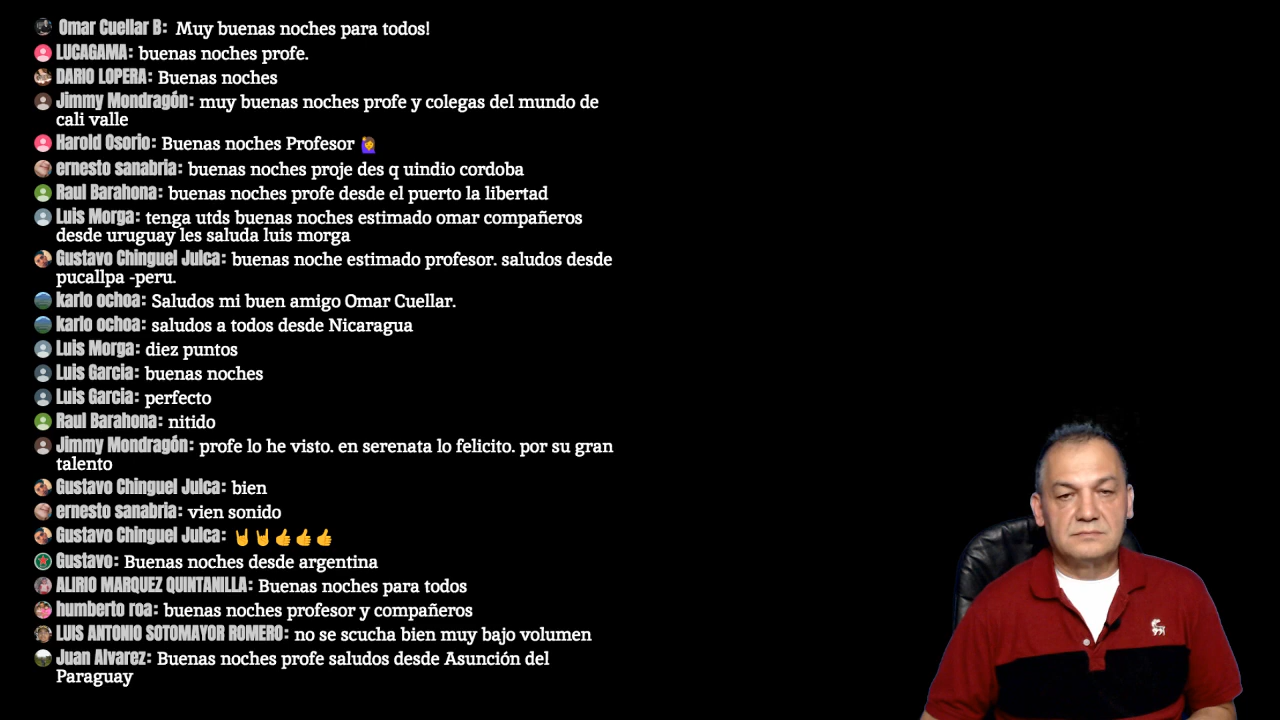 Omar Cuellar B: Muy buenas noches para todos!
LUCAGAMA: buenas noches profe.
DARIO LOPERA: Buenas noches
Jimmy Mondragón: muy buenas noches profe y colegas del mundo de
cali valle
Harold Osorio: Buenas noches Profesor 🙋‍♀️
ernesto sanabria: buenas noches proje des q uindio cordoba
Raul Barahona: buenas noches profe desde el puerto la libertad
Luis Morga: tenga utds buenas noches estimado omar compañeros
desde uruguay les saluda luis morga
Gustavo Chinguel Julca: buenas noche estimado profesor. saludos desde
pucallpa -peru.
karlo ochoa: Saludos mi buen amigo Omar Cuellar.
karlo ochoa: saludos a todos desde Nicaragua
Luis Morga: diez puntos
Luis Garcia: buenas noches
Luis Garcia: perfecto
Raul Barahona: nitido
Jimmy Mondragón: profe lo he visto. en serenata lo felicito. por su gran
talento
Gustavo Chinguel Julca: bien
ernesto sanabria: vien sonido
Gustavo Chinguel Julca: 🤘🤘👍👍👍
Gustavo: Buenas noches desde argentina
ALIRIO MARQUEZ QUINTANILLA: Buenas noches para todos
humberto roa: buenas noches profesor y compañeros
LUIS ANTONIO SOTOMAYOR ROMERO: no se scucha bien muy bajo volumen
Juan Alvarez: Buenas noches profe saludos desde Asunción del
Paraguay